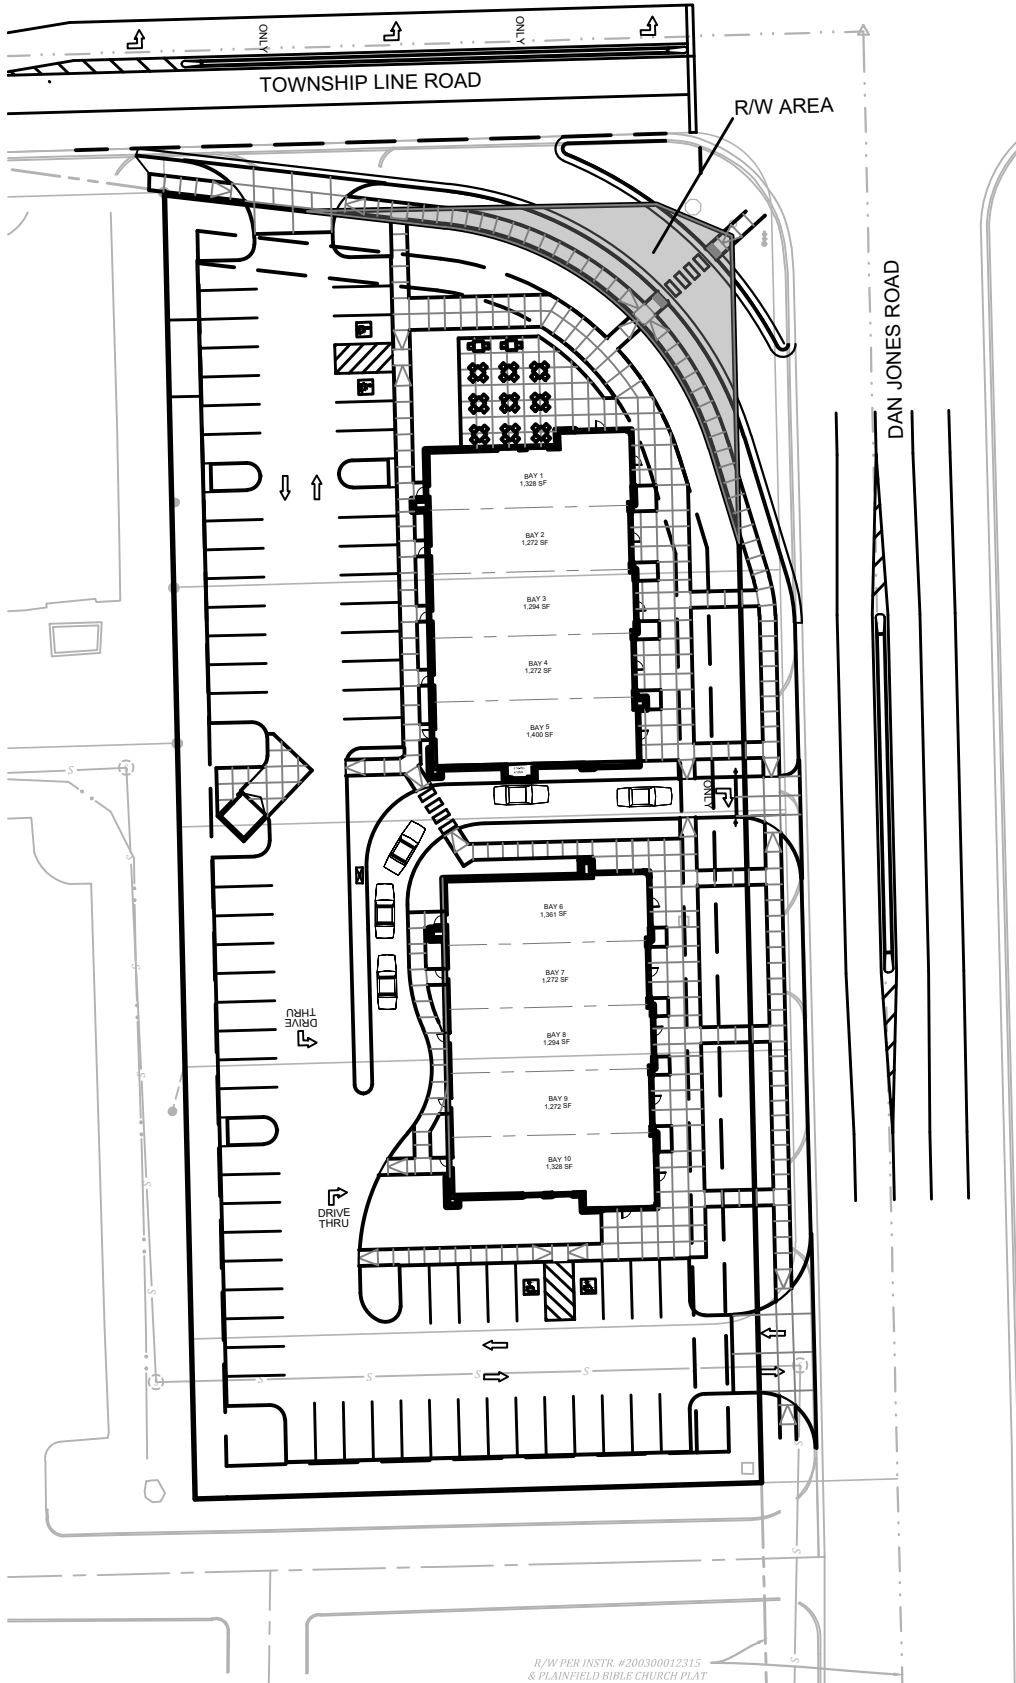 ONLY
ONLY
TOWNSHIP LINE ROAD
R/W AREA
DAN JONES ROAD
BAY 1
1,328 SF
BAY 2
1,272 SF
BAY 3
1,294 SF
BAY 4
1,272 SF
BAY 5
1,400 SF
S
ONLY
BAY 6
1,361 SF
BAY 7
1,272 SF
S
DRIVE
THRU
BAY 8
1,294 SF
S
BAY 9
1,272 SF
BAY 10
1,328 SF
S
DRIVE
THRU
S
S
S
S
S
S
S
S
R/W PER INSTR. #200300012315
& PLAINFIELD BIBLE CHURCH PLAT